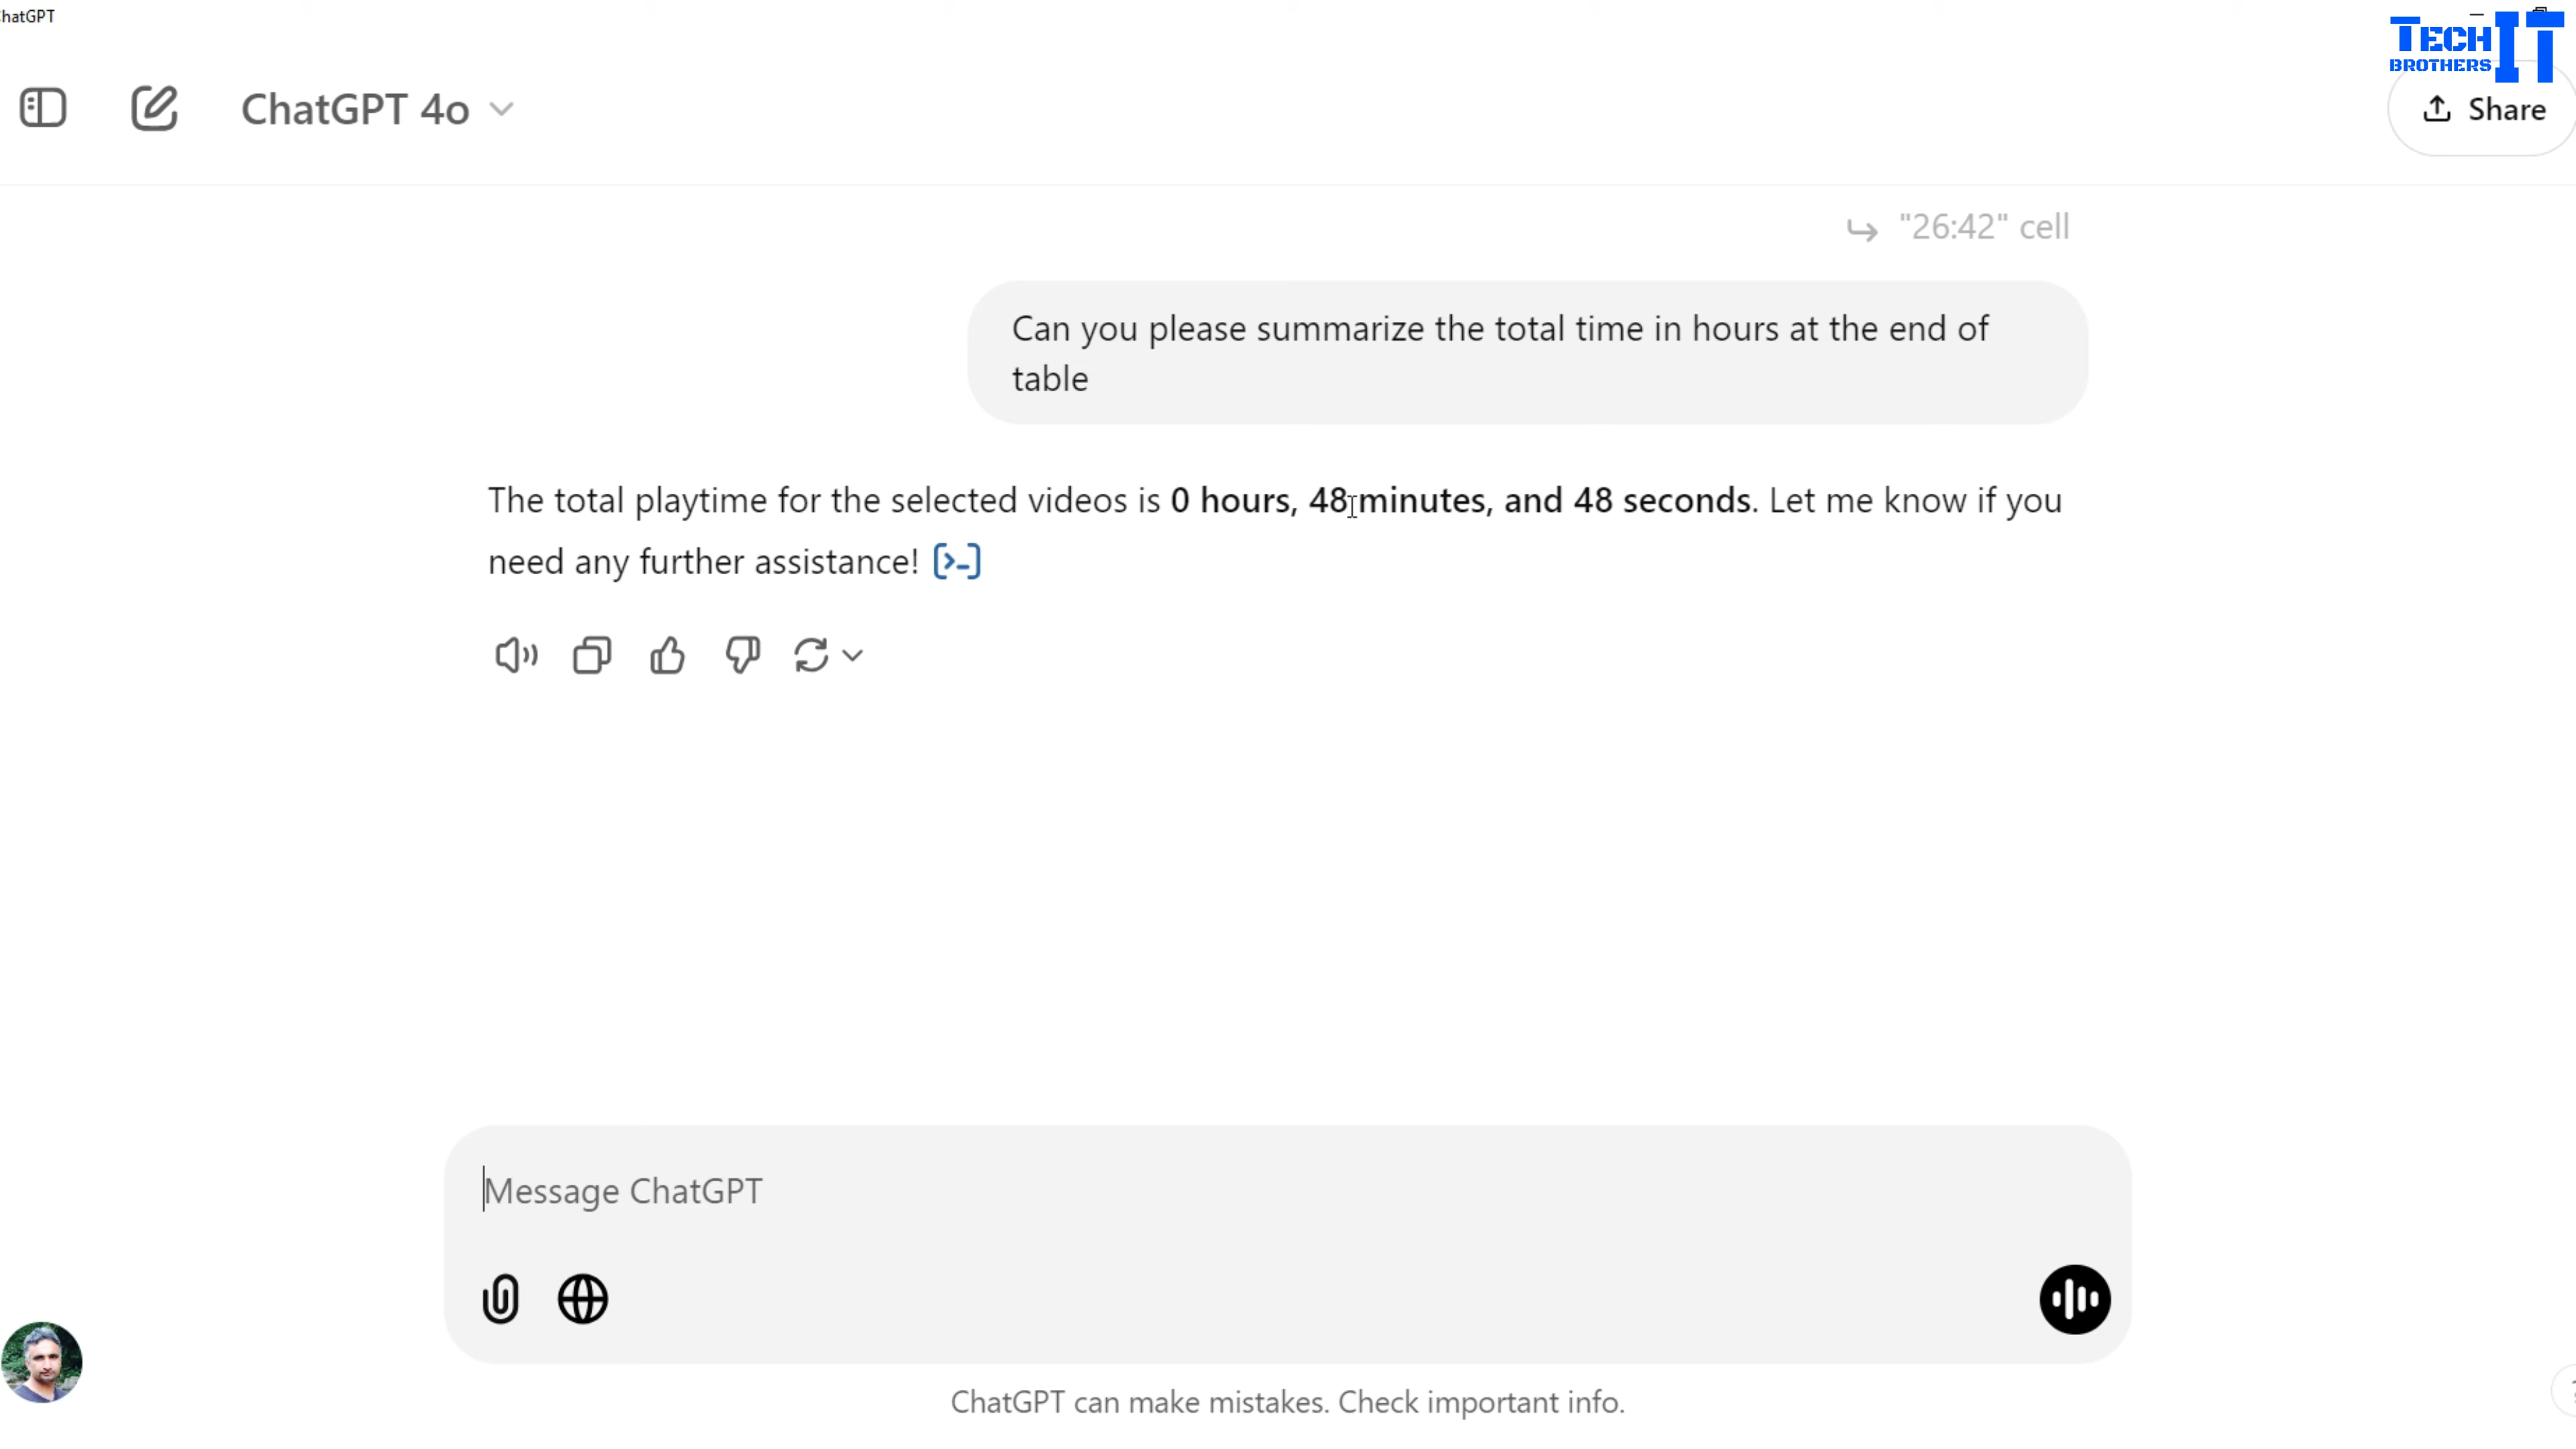 hatGPT
TECH IT
BROTHERS
ChatGPT 4o
Share
"26:42" cell
Can you please summarize the total time in hours at the end of
table
The total playtime for the selected videos is 0 hours, 48 minutes, and 48 seconds. Let me know if you
need any further assistance! [>_]
Message ChatGPT
ChatGPT can make mistakes. Check important info.